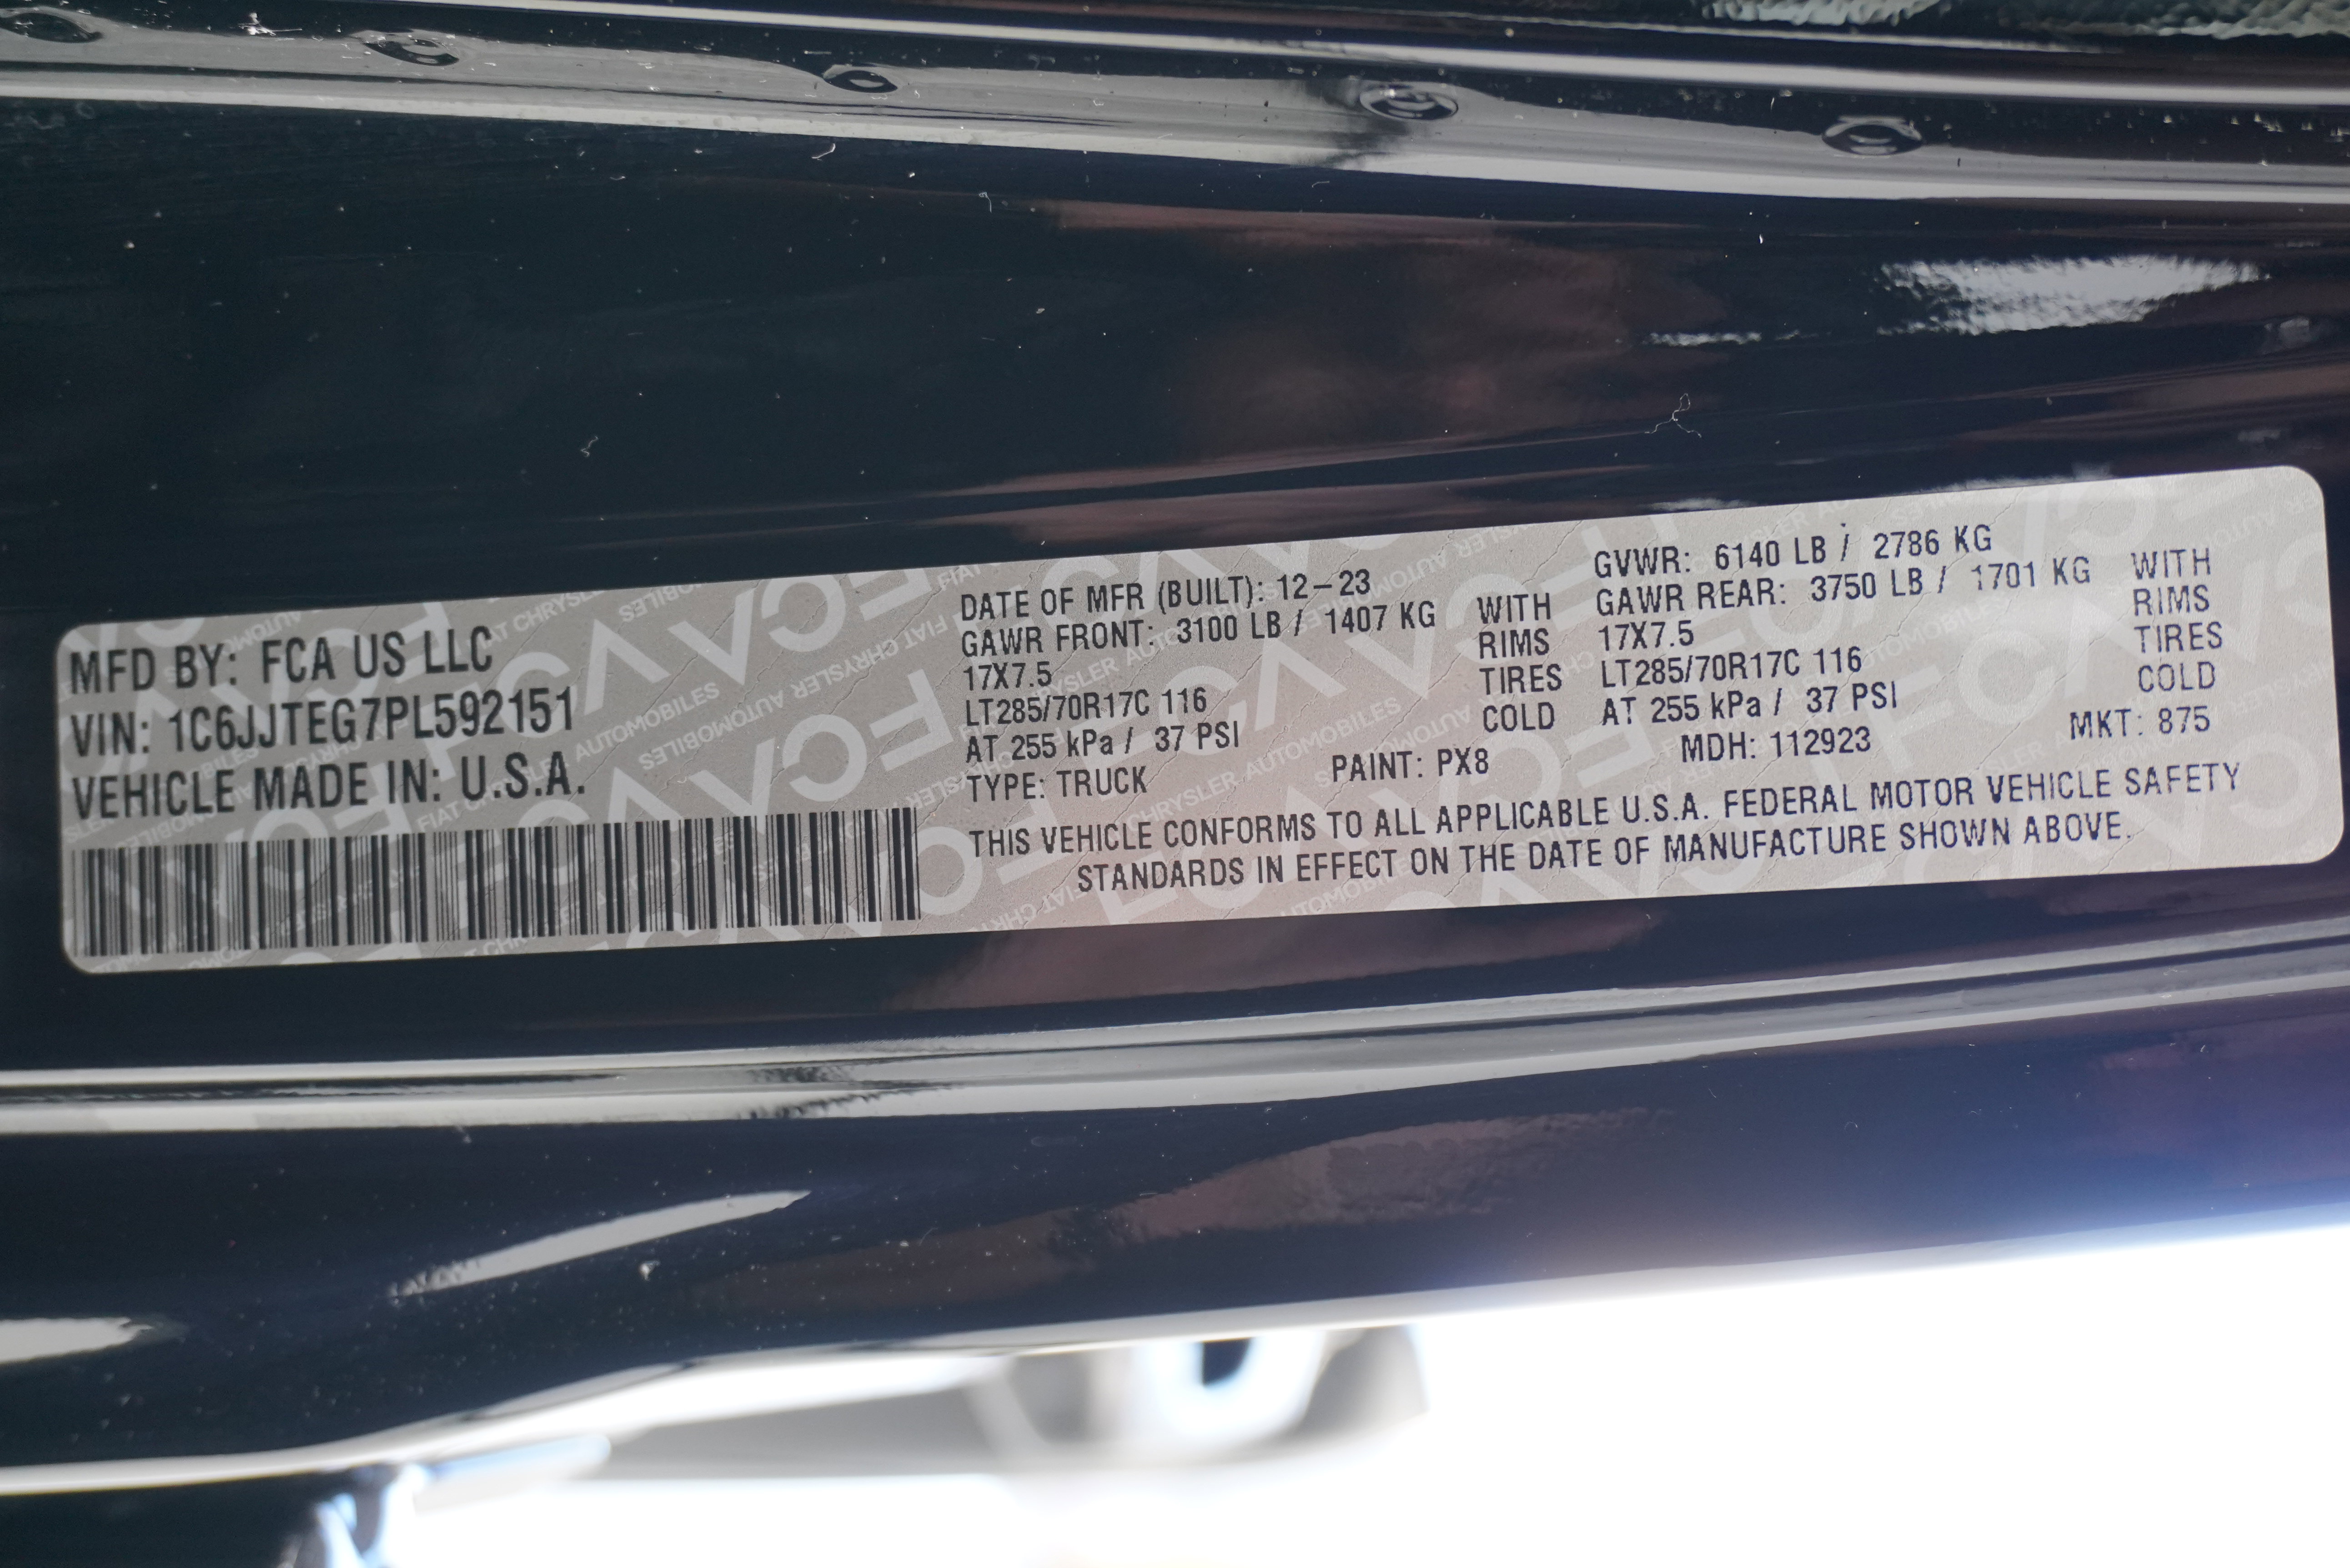 MFD BY: FCA US LLC
VIN: 1C6JJTEG7PL592151
VEHICLE MADE IN: U.S.A.
DATE OF MFR (BUILT): 12-23
GVWR: 6140 LB / 2786 KG
GAWR FRONT: 3100 LB / 1407 KG WITH
17X7.5 RIMS
LT285/70R17C 116 TIRES
AT 255 kPa / 37 PSI COLD
GAWR REAR: 3750 LB / 1701 KG WITH
17X7.5 RIMS
LT285/70R17C 116 TIRES
AT 255 kPa / 37 PSI COLD
TYPE: TRUCK PAINT: PX8 MDH: 112923 MKT: 875
THIS VEHICLE CONFORMS TO ALL APPLICABLE U.S.A. FEDERAL MOTOR VEHICLE SAFETY
STANDARDS IN EFFECT ON THE DATE OF MANUFACTURE SHOWN ABOVE.